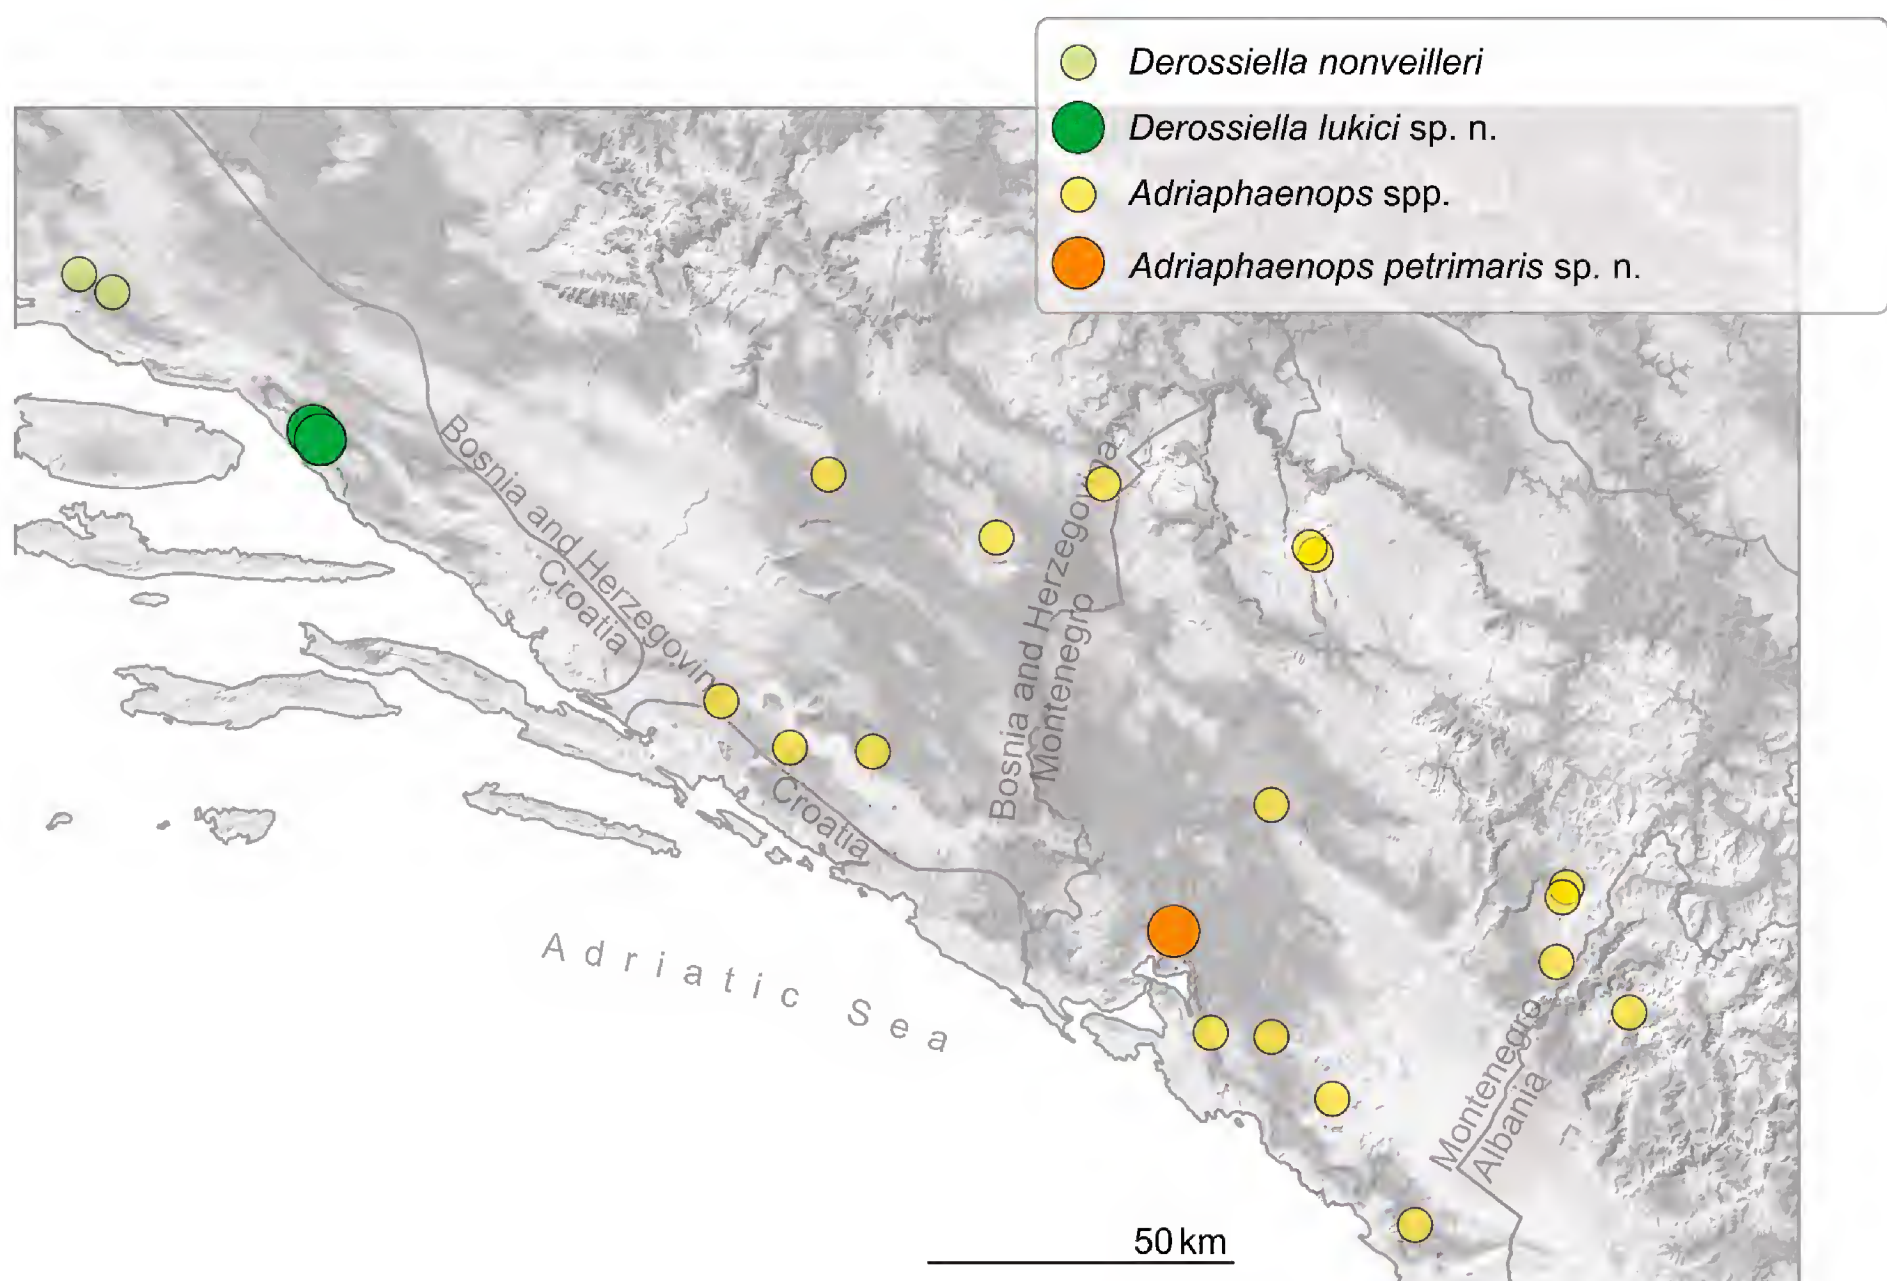 Derossiella nonveilleri
Derossiella lukici sp. n.
Adriaphaenops spp.
Adriaphaenops petrimaris sp. n.
Bosnia and Herzegovina
Croatia
Bosnia and Herzegovina
Montenegro
Croatia
Adriatic Sea
Montenegro
Albania
50 km